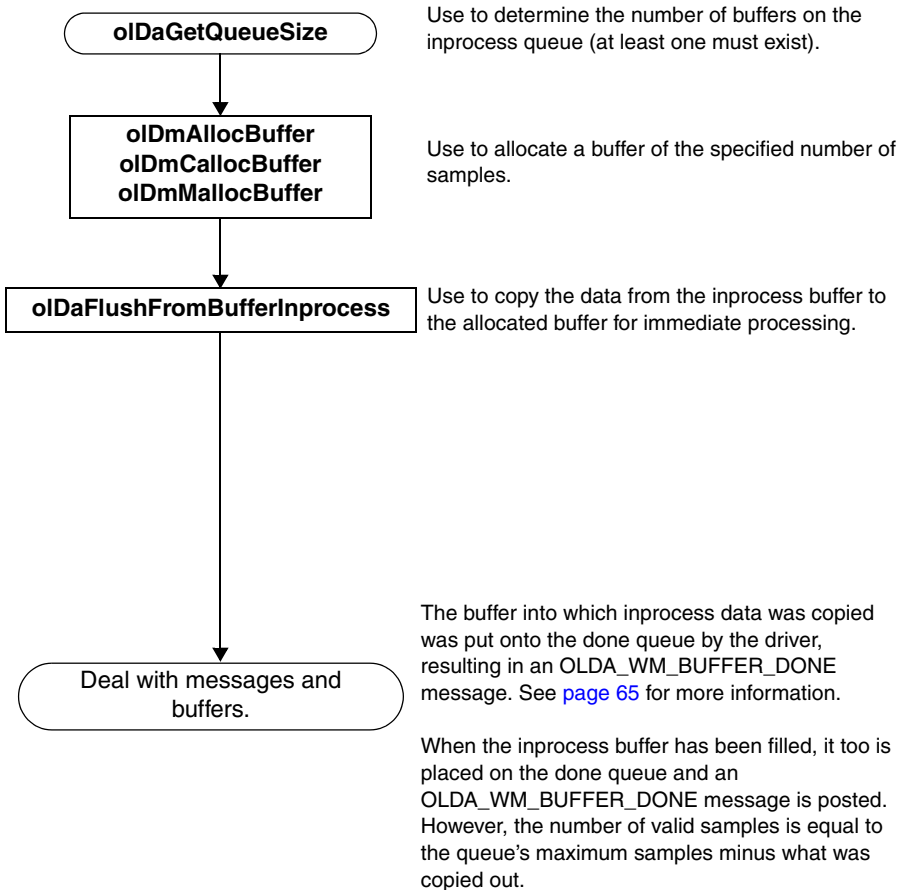 olDaGetQueueSize
Use to determine the number of buffers on the
inprocess queue (at least one must exist).
olDmAllocBuffer
olDmCallocBuffer
olDmMallocBuffer
Use to allocate a buffer of the specified number of
samples.
olDaFlushFromBufferInprocess
Use to copy the data from the inprocess buffer to
the allocated buffer for immediate processing.
Deal with messages and
buffers.
The buffer into which inprocess data was copied
was put onto the done queue by the driver,
resulting in an OLDA_WM_BUFFER_DONE
message. See page 65 for more information.
When the inprocess buffer has been filled, it too is
placed on the done queue and an
OLDA_WM_BUFFER_DONE message is posted.
However, the number of valid samples is equal to
the queue's maximum samples minus what was
copied out.